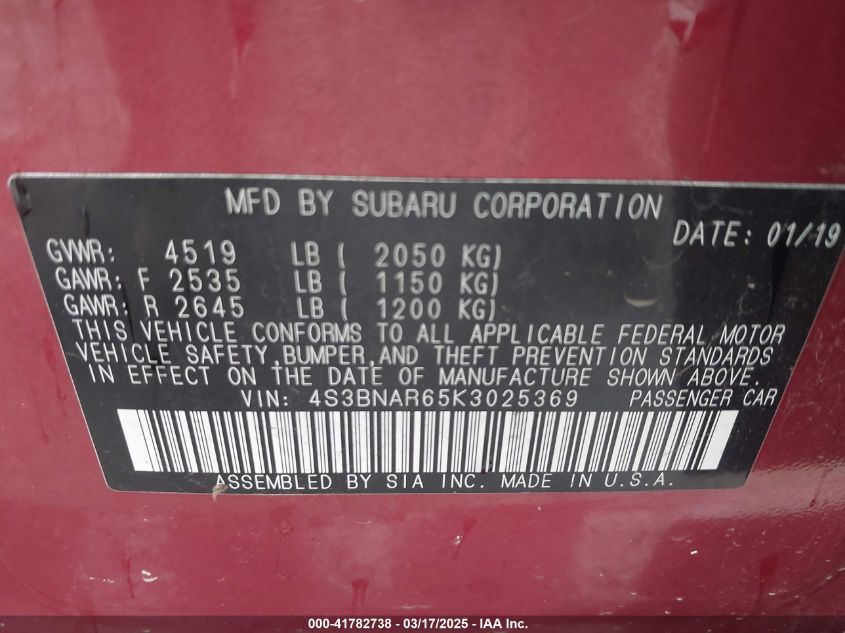 MFD BY SUBARU CORPORATION
DATE: 01/19
GVWR: 4519 LB ( 2050 KG)
GAWR: F 2535 LB ( 1150 KG)
GAWR: R 2645 LB ( 1200 KG)
THIS VEHICLE CONFORMS TO ALL APPLICABLE FEDERAL MOTOR
VEHICLE SAFETY,BUMPER,AND THEFT PREVENTION STANDARDS
IN EFFECT ON THE DATE OF MANUFACTURE SHOWN ABOVE.
VIN: 4S3BNAR65K3025369 PASSENGER CAR
ASSEMBLED BY SIA INC. MADE IN U.S.A.
000-41782738 - 03/17/2025 - IAA Inc.